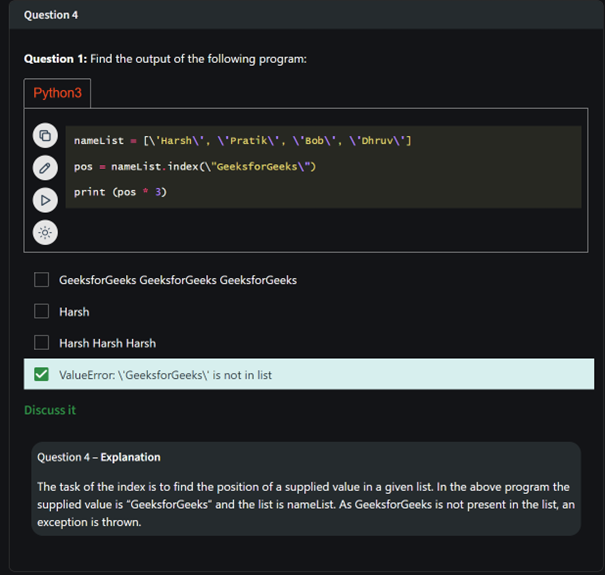 Question 4
Question 1: Find the output of the following program:
Python3
nameList = [\'Harsh\', \'Pratik\', \'Bob\', \'Dhruv\']
pos = nameList.index(\"GeeksforGeeks\")
print (pos * 3)
GeeksforGeeks GeeksforGeeks GeeksforGeeks
Harsh
Harsh Harsh Harsh
ValueError: \'GeeksforGeeks\' is not in list
Discuss it
Question 4 – Explanation
The task of the index is to find the position of a supplied value in a given list. In the above program the
supplied value is “GeeksforGeeks” and the list is nameList. As GeeksforGeeks is not present in the list, an
exception is thrown.